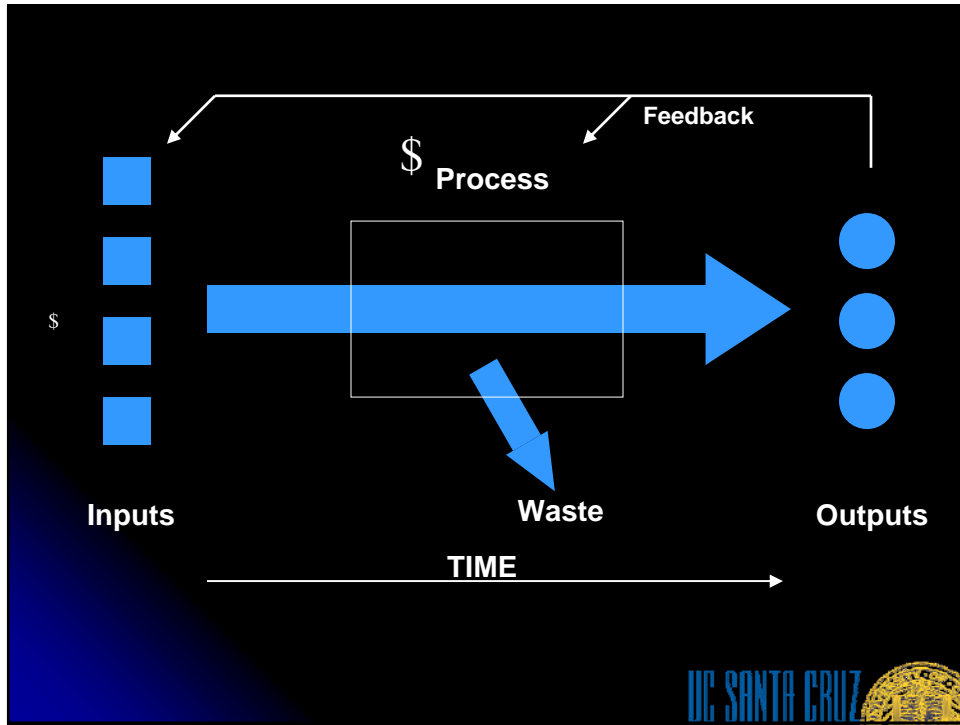 Feedback
$ Process
$
Inputs
Waste
Outputs
TIME
UC SANTA CRUZ